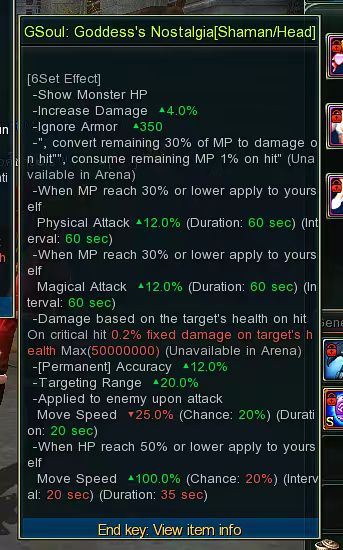 GSoul: Goddess's Nostalgia[Shaman/Head]
[6Set Effect]
-Show Monster HP
-Increase Damage ▲4.0%
-Ignore Armor ▲350
-", convert remaining 30% of MP to damage o
n hit"", consume remaining MP 1% on hit" (Una
vailable in Arena)
-When MP reach 30% or lower apply to yours
elf
Physical Attack ▲12.0% (Duration: 60 sec) (Int
erval: 60 sec)
-When MP reach 30% or lower apply to yours
elf
Magical Attack ▲12.0% (Duration: 60 sec) (In
terval: 60 sec)
-Damage based on the target's health on hit
On critical hit 0.2% fixed damage on target's h
ealth Max(50000000) (Unavailable in Arena)
-[Permanent] Accuracy ▲12.0%
-Targeting Range ▲20.0%
-Applied to enemy upon attack
Move Speed ▼25.0% (Chance: 20%) (Durati
on: 20 sec)
-When HP reach 50% or lower apply to yours
elf
Move Speed ▲100.0% (Chance: 20%) (Interv
al: 20 sec) (Duration: 35 sec)
End key: View item info